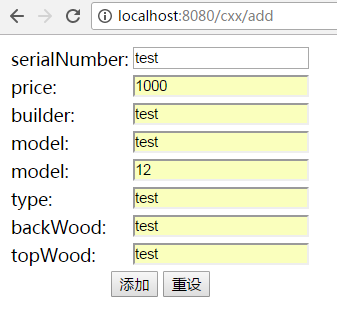 localhost:8080/cxx/add
serialNumber: test
price: 1000
builder: test
model: test
model: 12
type: test
backWood: test
topWood: test
添加 重设